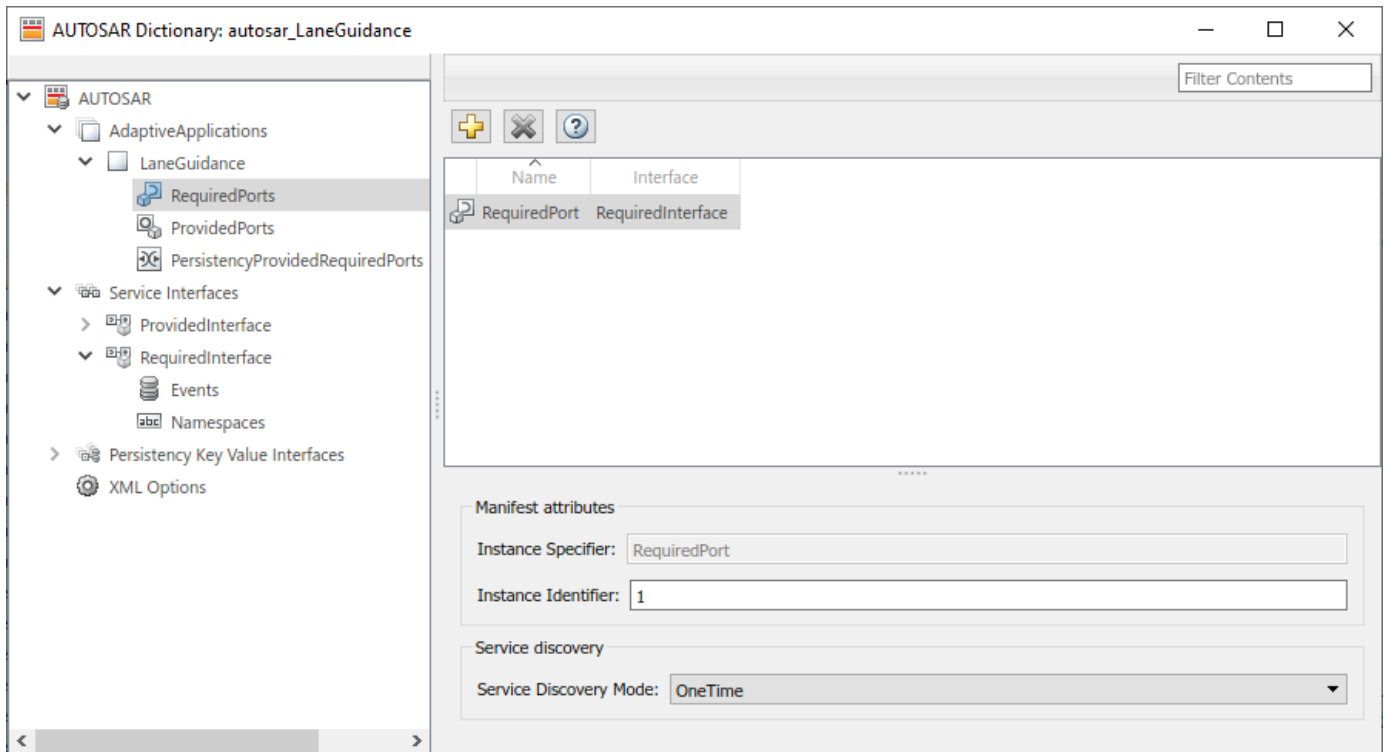 AUTOSAR Dictionary: autosar_LaneGuidance
Filter Contents
AUTOSAR
AdaptiveApplications
LaneGuidance
RequiredPorts
ProvidedPorts
PersistencyProvidedRequiredPorts
Service Interfaces
ProvidedInterface
RequiredInterface
Events
abc Namespaces
Persistency Key Value Interfaces
XML Options
Name Interface
RequiredPort RequiredInterface
Manifest attributes
Instance Specifier: RequiredPort
Instance Identifier: 1
Service discovery
Service Discovery Mode: OneTime